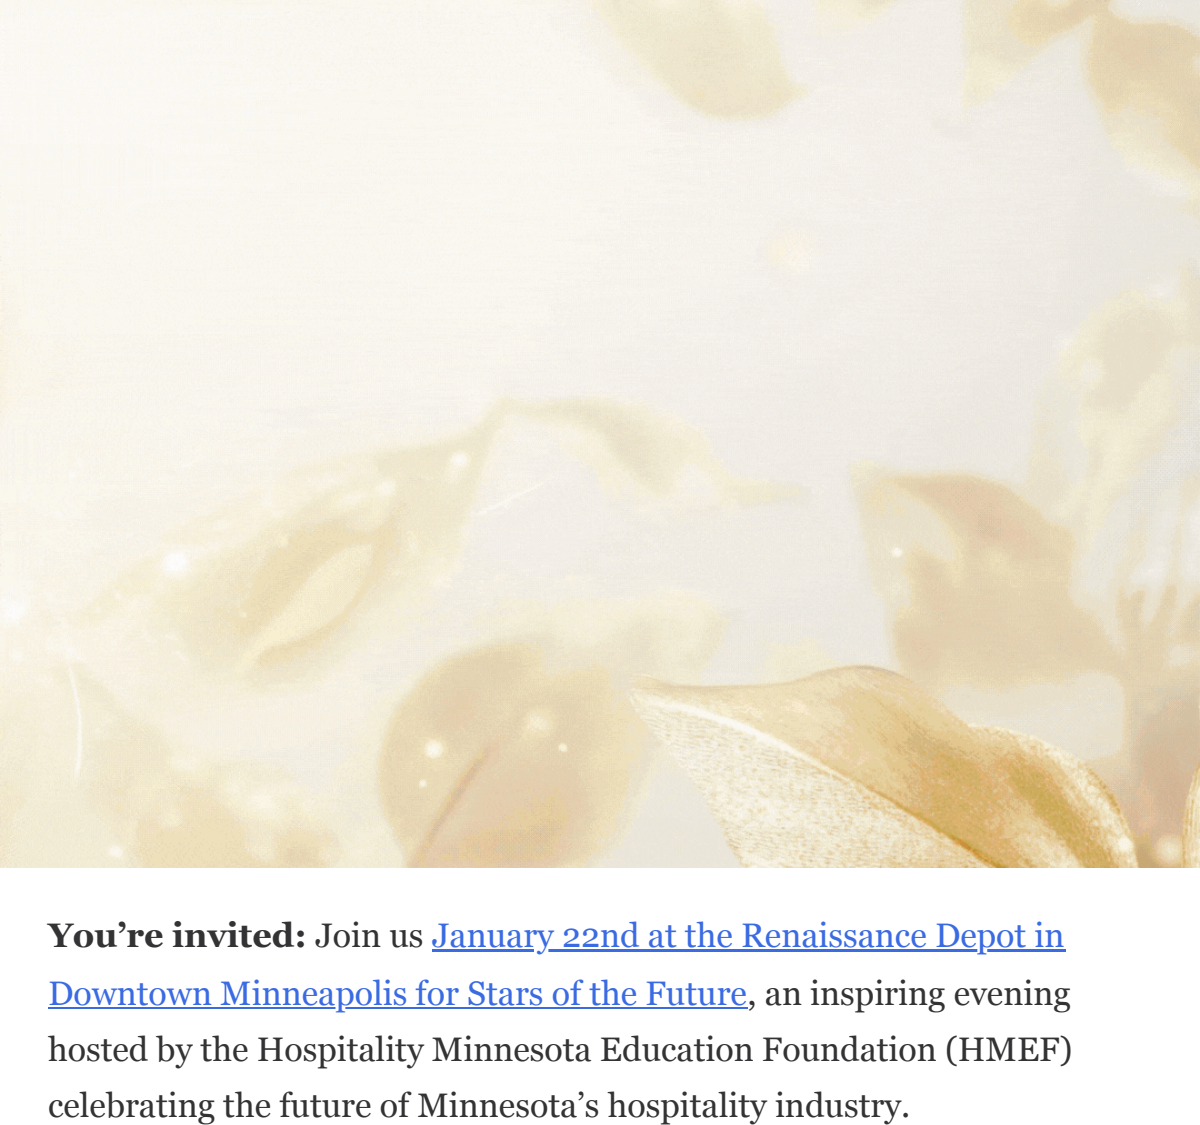 You’re invited: Join us January 22nd at the Renaissance Depot in
Downtown Minneapolis for Stars of the Future, an inspiring evening
hosted by the Hospitality Minnesota Education Foundation (HMEF)
celebrating the future of Minnesota’s hospitality industry.